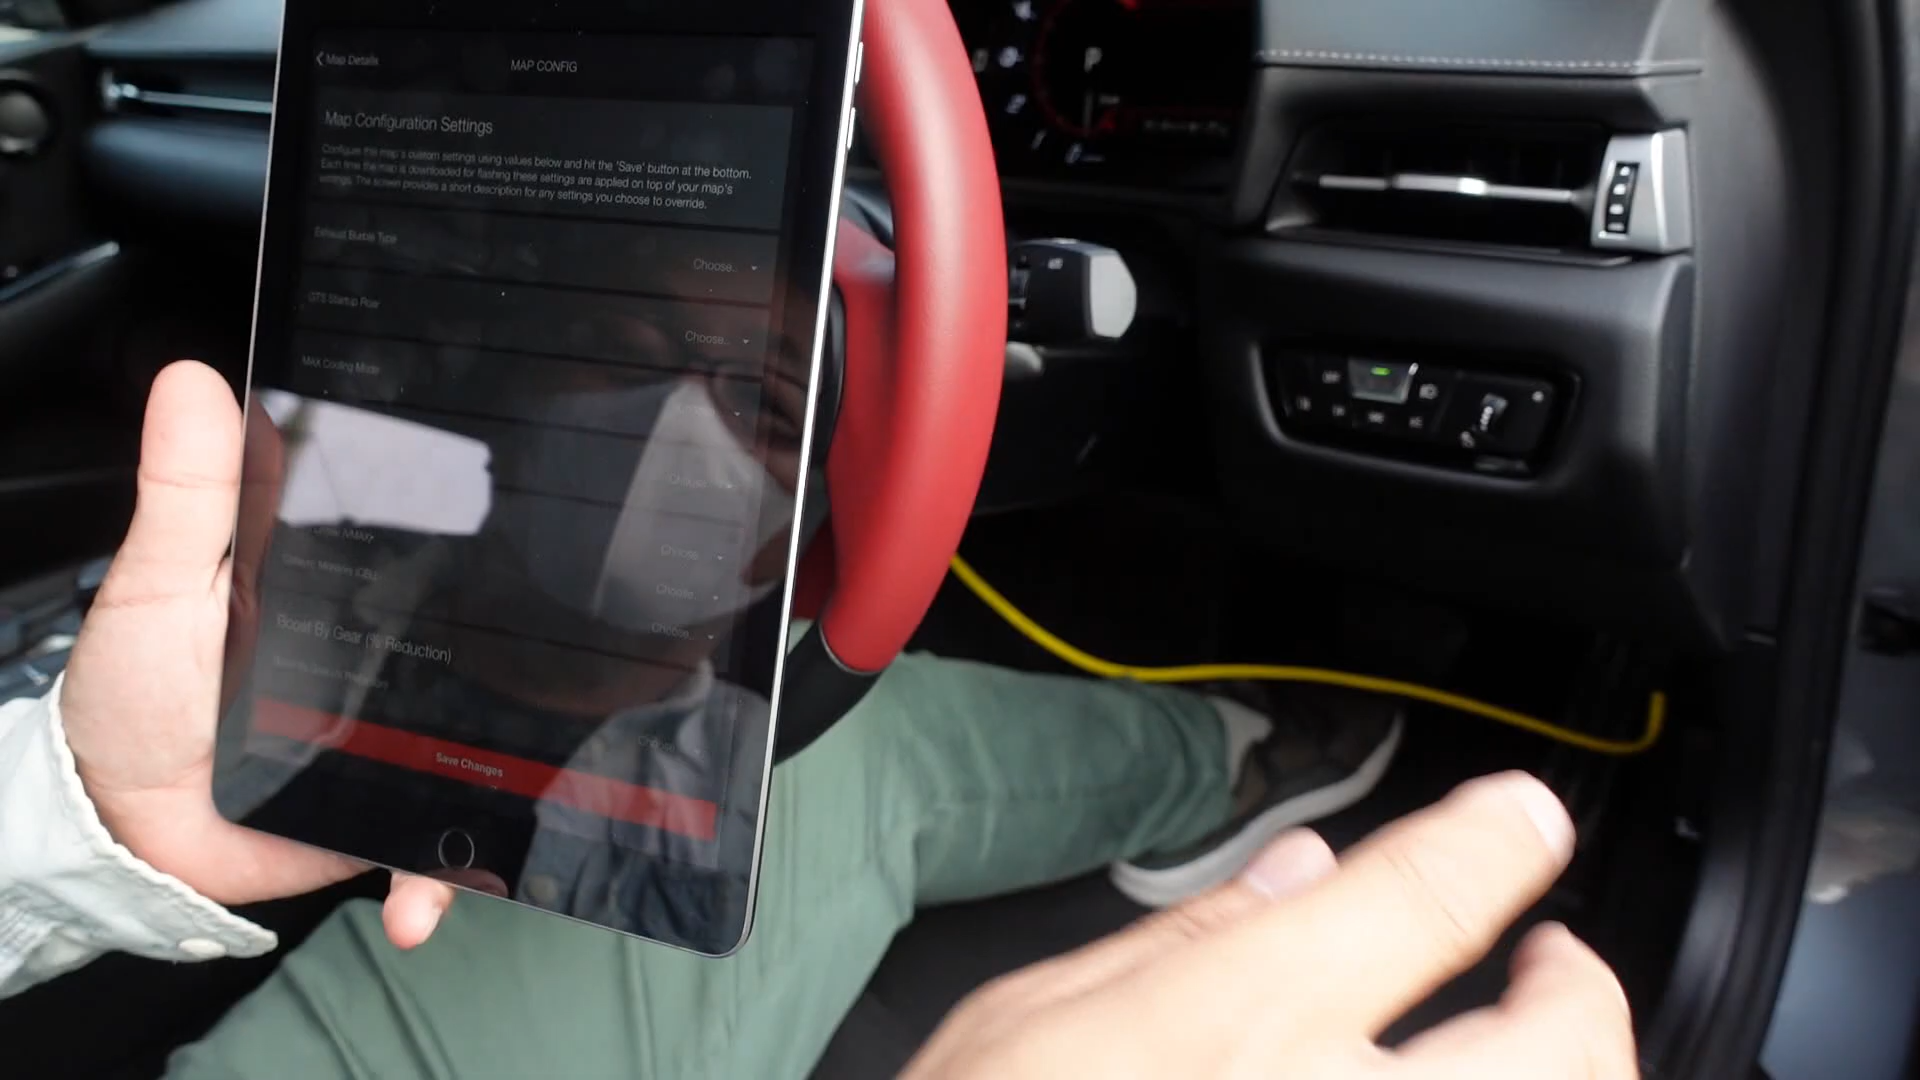 Map Details
MAP CONFIG
Map Configuration Settings
Configure the map's custom settings using values below and hit the 'Save' button at the bottom.
Each time the map is downloaded for flashing these settings are applied on top of your map's
settings. The screen provides a short description for any settings you choose to override.
Exhaust Burble Type
Choose..
GTS Startup Roar
Choose..
MAX Cooling Mode
Choose..
Choose..
(VMAX)
Choose..
Choose..
Choose..
Boost By Gear (% Reduction)
Choose..
Save Changes
P